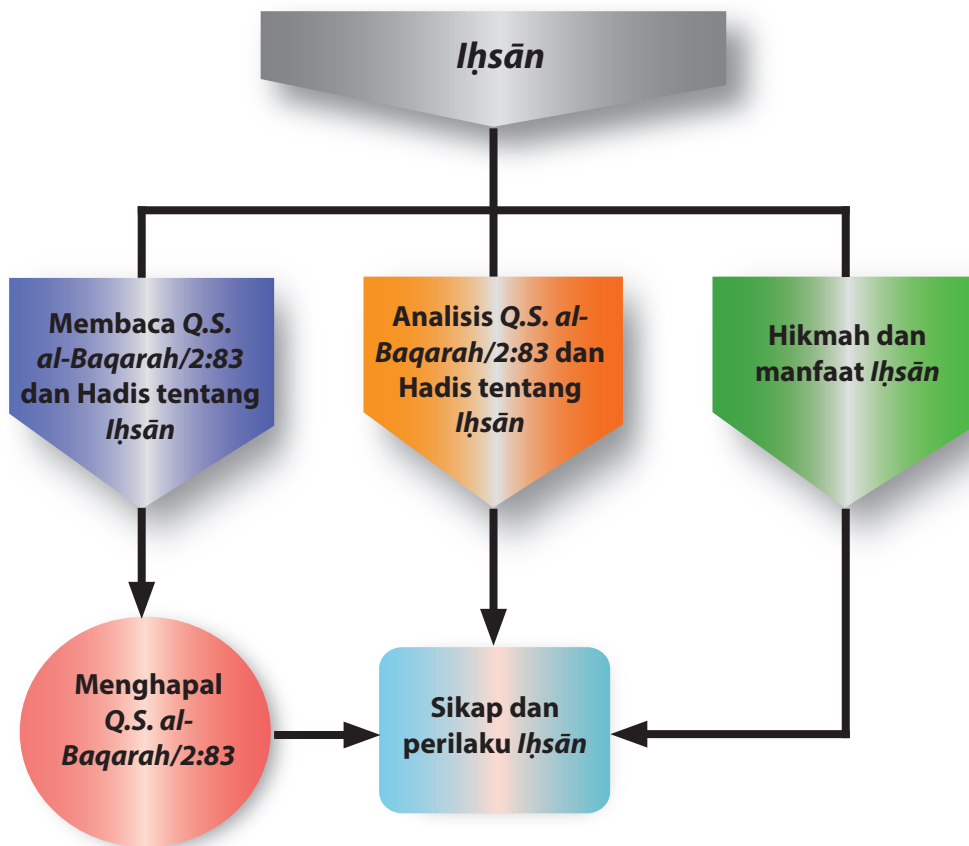 Iḥsān
Membaca Q.S.
al-Baqarah/2:83
dan Hadis tentang
Iḥsān
Analisis Q.S. al-
Baqarah/2:83 dan
Hadis tentang
Iḥsān
Hikmah dan
manfaat Iḥsān
Menghapal
Q.S. al-
Baqarah/2:83
Sikap dan
perilaku Iḥsān